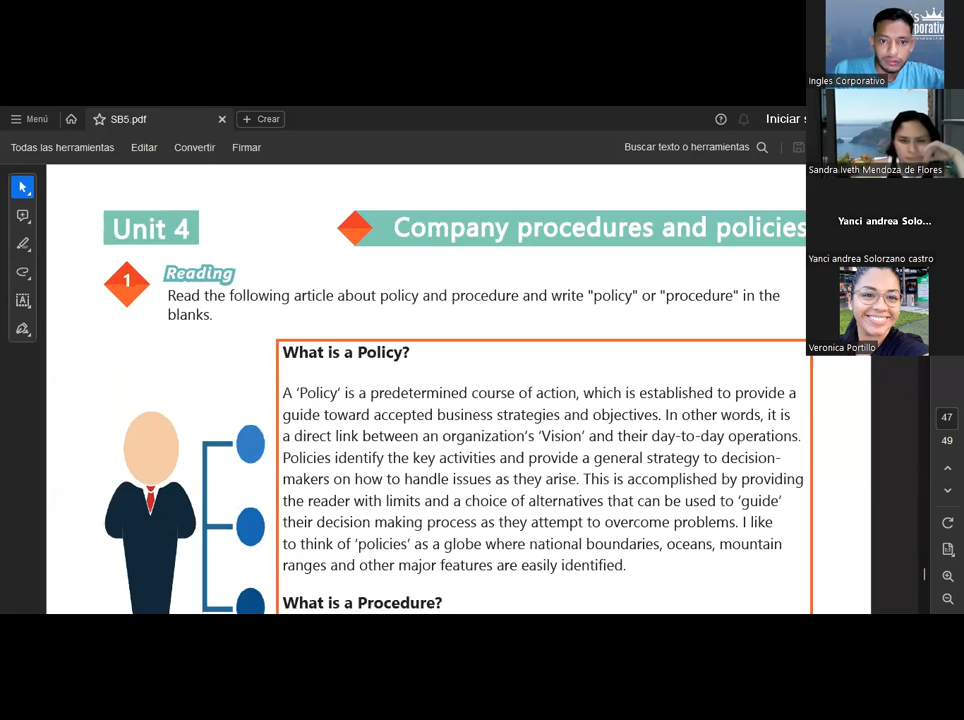 Menú
SB5.pdf
Crear
Iniciar s
Todas las herramientas
Editar
Convertir
Firmar
Buscar texto o herramientas
Unit 4
Company procedures and policies
1
Reading
Read the following article about policy and procedure and write "policy" or "procedure" in the
blanks.
What is a Policy?
A ‘Policy’ is a predetermined course of action, which is established to provide a
guide toward accepted business strategies and objectives. In other words, it is
a direct link between an organization’s ‘Vision’ and their day-to-day operations.
Policies identify the key activities and provide a general strategy to decision-
makers on how to handle issues as they arise. This is accomplished by providing
the reader with limits and a choice of alternatives that can be used to ‘guide’
their decision making process as they attempt to overcome problems. I like
to think of ‘policies’ as a globe where national boundaries, oceans, mountain
ranges and other major features are easily identified.
What is a Procedure?
47
49
Ingles Corporativo
Sandra Iveth Mendoza de Flores
Yanci andrea Solo...
Yanci andrea Solorzano castro
Veronica Portillo